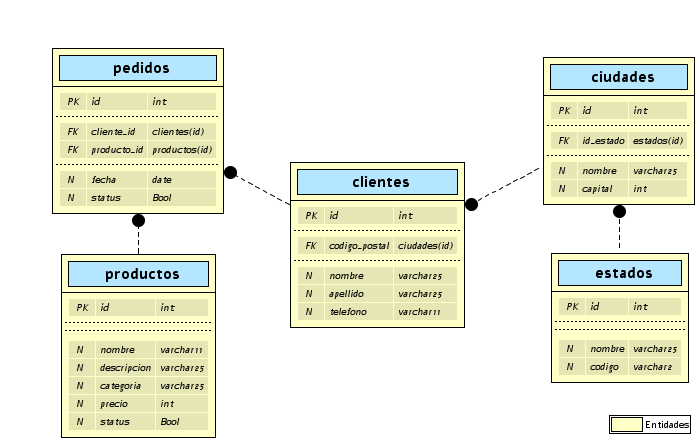 pedidos
PK id int
FK cliente_id clientes(id)
FK producto_id productos(id)
N fecha date
N status Bool
productos
PK id int
N nombre varchar11
N descripcion varchar25
N categoria varchar25
N precio int
N status Bool
clientes
PK id int
FK codigo_postal ciudades(id)
N nombre varchar25
N apellido varchar25
N telefono varchar11
ciudades
PK id int
FK id_estado estados(id)
N nombre varchar25
N capital int
estados
PK id int
N nombre varchar25
N codigo varchar2
Entidades